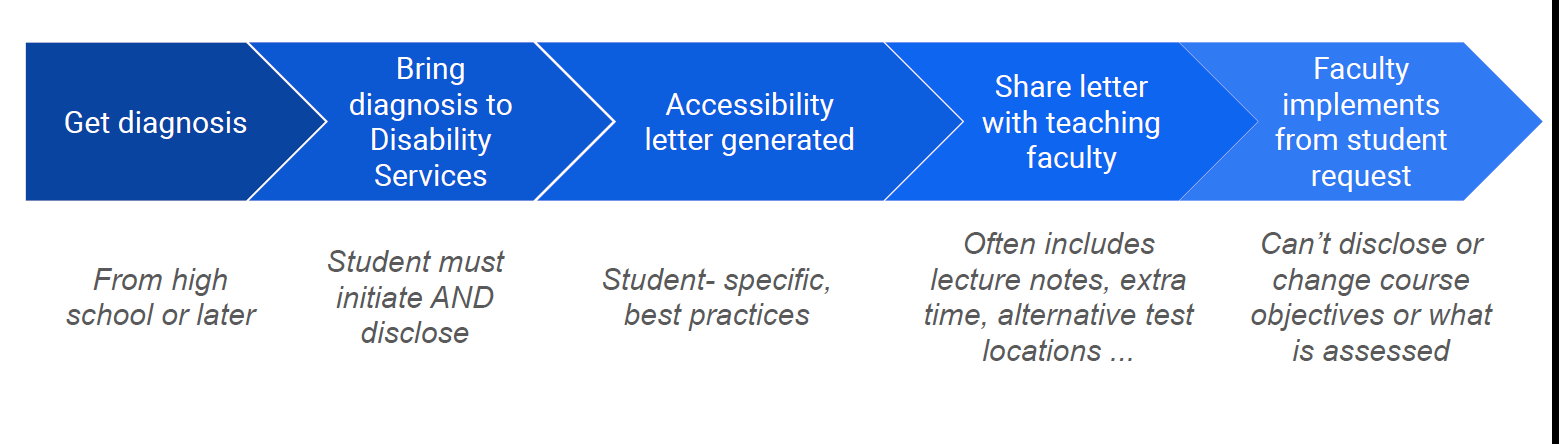 Get diagnosis
Bring
diagnosis to
Disability
Services
Accessibility
letter generated
Share letter
with teaching
faculty
Faculty
implements
from student
request
From high
school or later
Student must
initiate AND
disclose
Student- specific,
best practices
Often includes
lecture notes, extra
time, alternative test
locations ...
Can’t disclose or
change course
objectives or what
is assessed